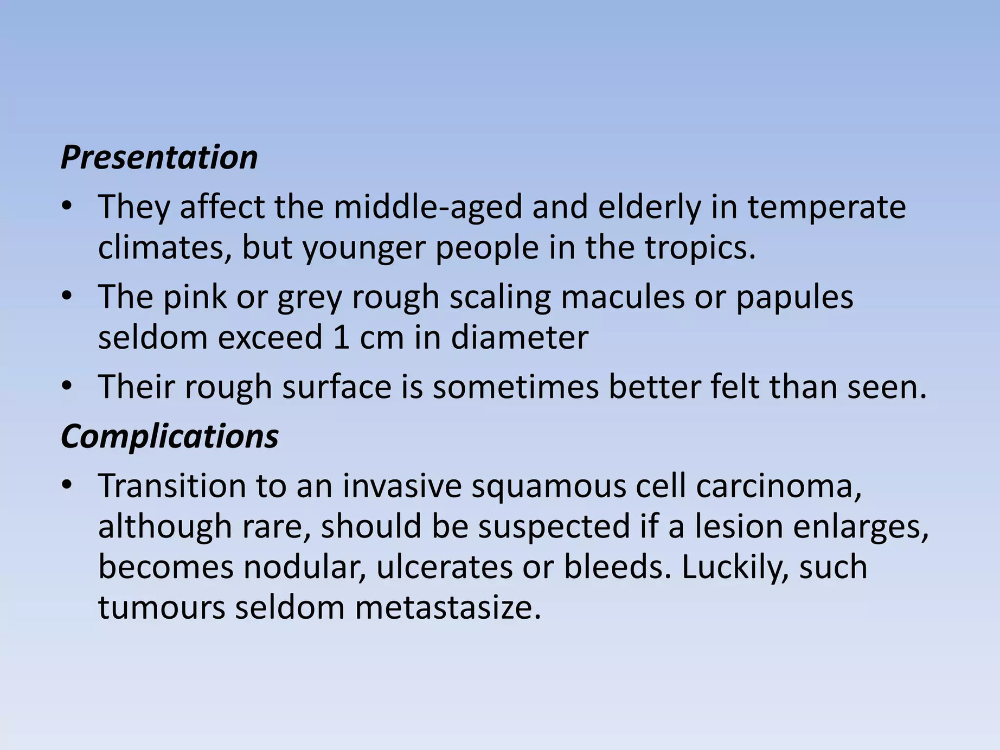 Presentation
• They affect the middle-aged and elderly in temperate
climates, but younger people in the tropics.
• The pink or grey rough scaling macules or papules
seldom exceed 1 cm in diameter
• Their rough surface is sometimes better felt than seen.
Complications
• Transition to an invasive squamous cell carcinoma,
although rare, should be suspected if a lesion enlarges,
becomes nodular, ulcerates or bleeds. Luckily, such
tumours seldom metastasize.